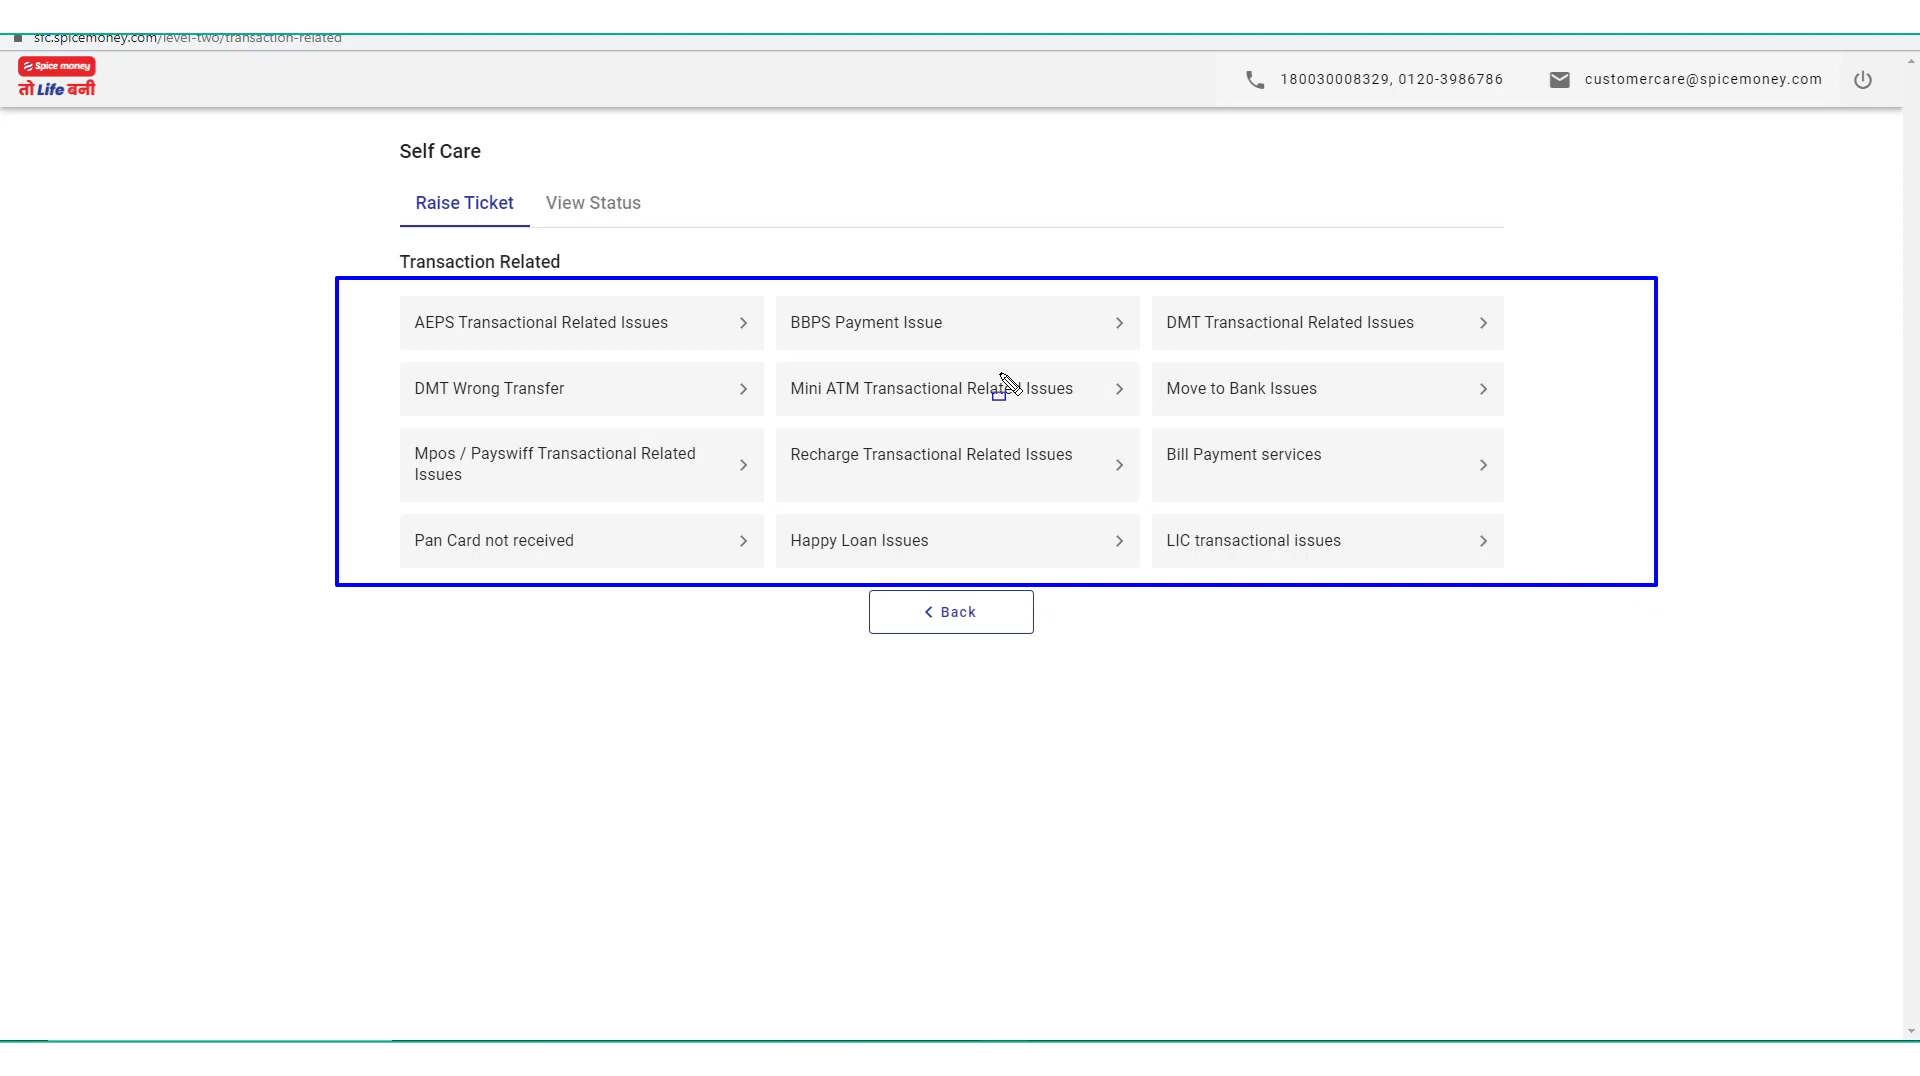 sfc.spicemoney.com/level-two/transaction-related
Spice money
तो Life बनी
180030008329, 0120-3986786
customercare@spicemoney.com
Self Care
Raise Ticket
View Status
Transaction Related
AEPS Transactional Related Issues
BBPS Payment Issue
DMT Transactional Related Issues
DMT Wrong Transfer
Mini ATM Transactional Related Issues
Move to Bank Issues
Mpos / Payswiff Transactional Related
Issues
Recharge Transactional Related Issues
Bill Payment services
Pan Card not received
Happy Loan Issues
LIC transactional issues
Back